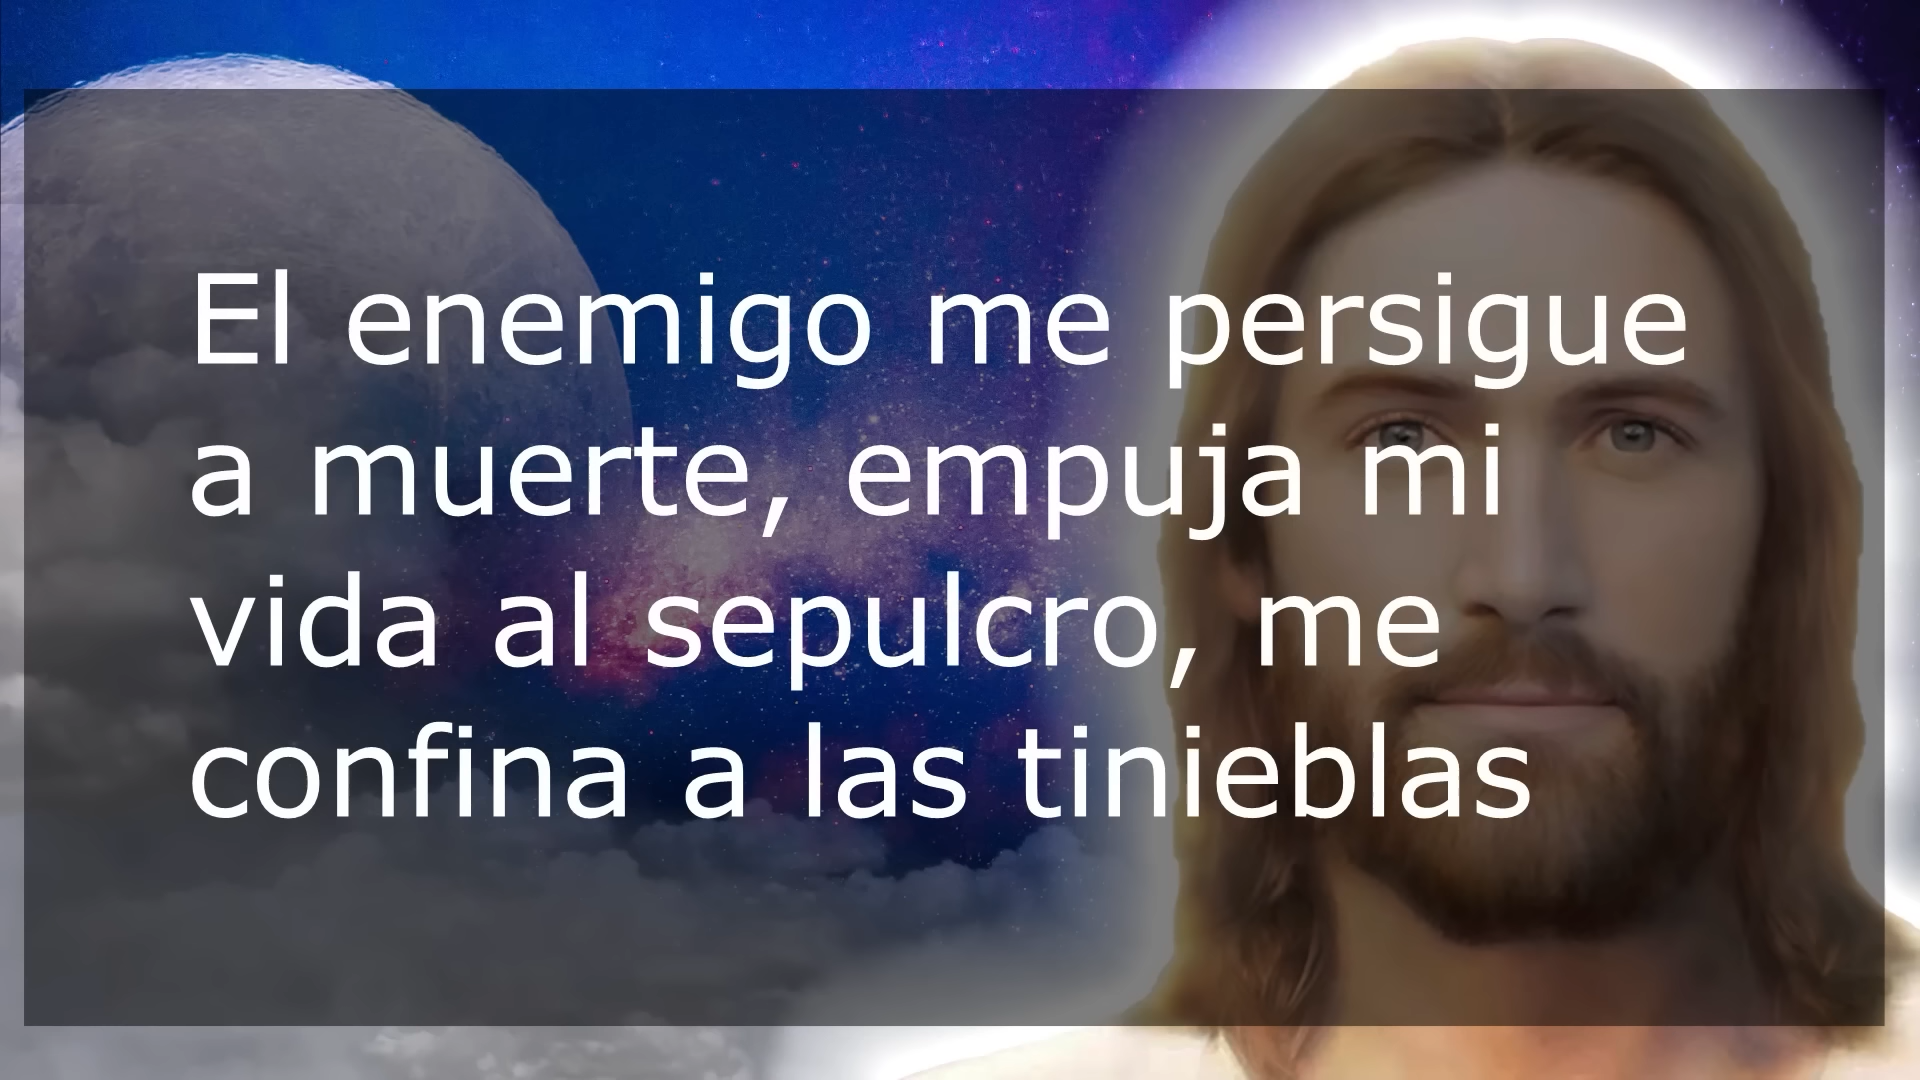 El enemigo me persigue
a muerte, empuja mi
vida al sepulcro, me
confina a las tinieblas